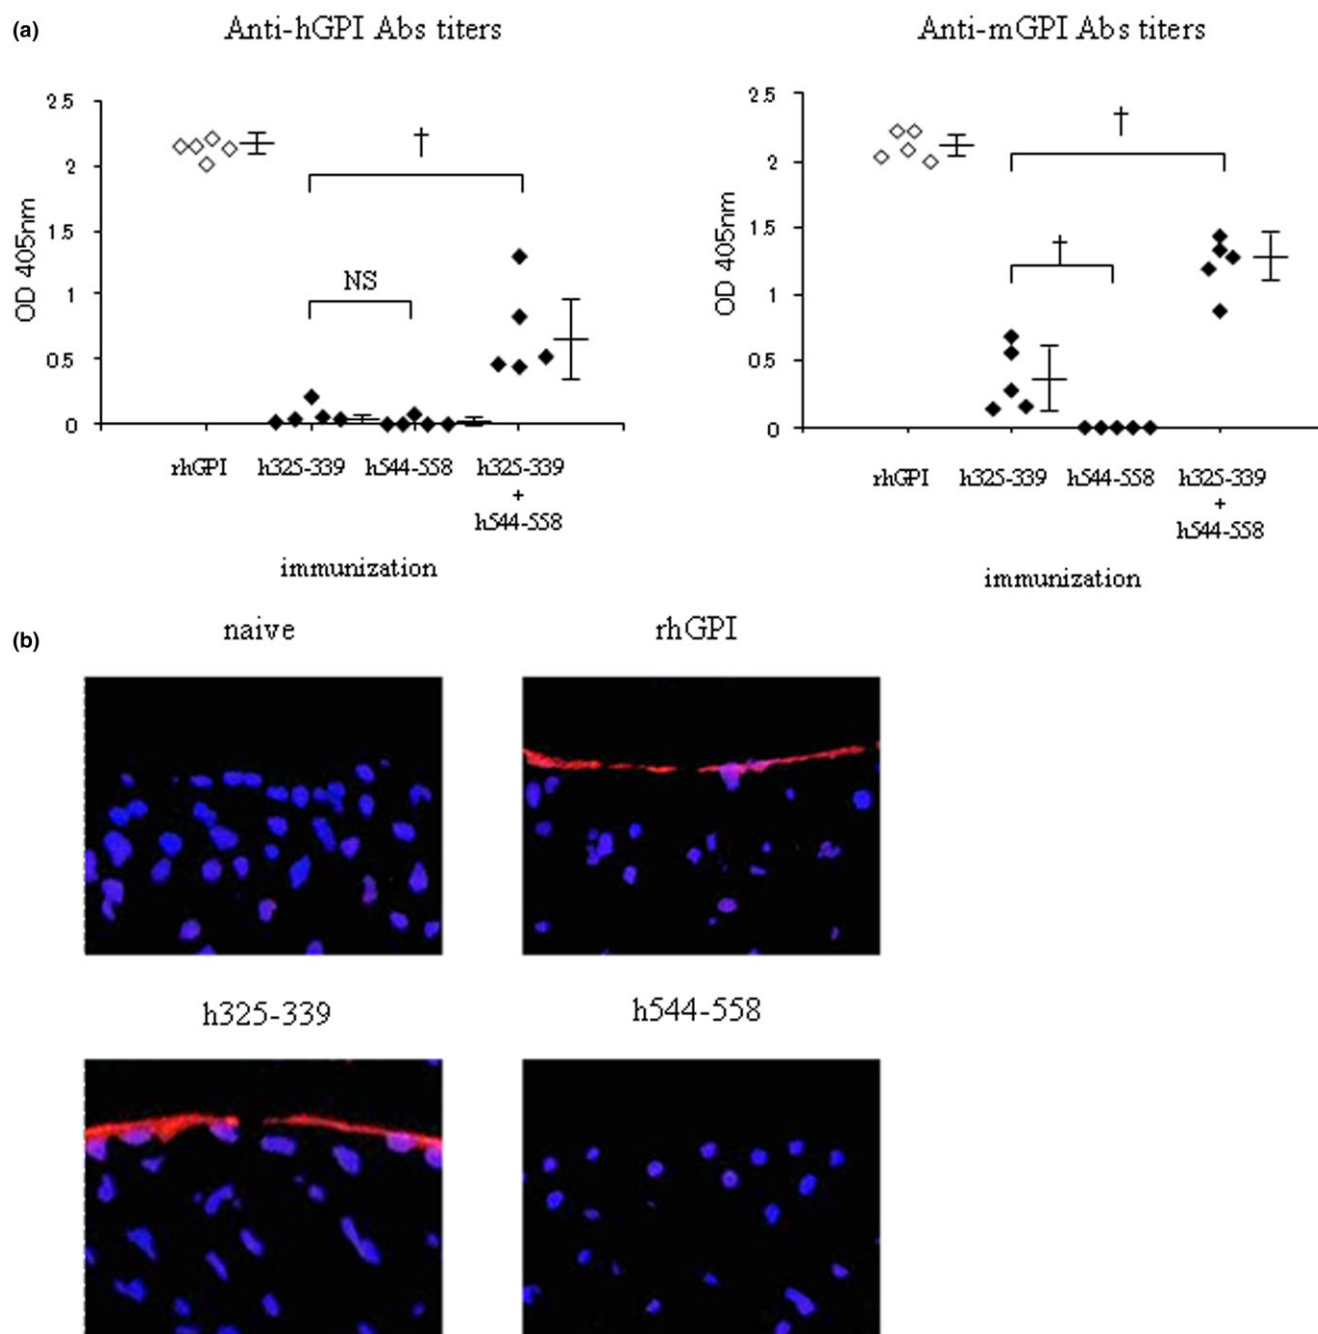 (a)
Anti-hGPI Abs titers
OD 405nm
2.5
2
1.5
1
0.5
0
†
NS
rhGPI h325-339 h544-558 h325-339
+
h544-558
immunization
Anti-mGPI Abs titers
OD 405nm
2.5
2
1.5
1
0.5
0
†
†
rhGPI h325-339 h544-558 h325-339
+
h544-558
immunization
(b)
naive
rhGPI
h325-339
h544-558